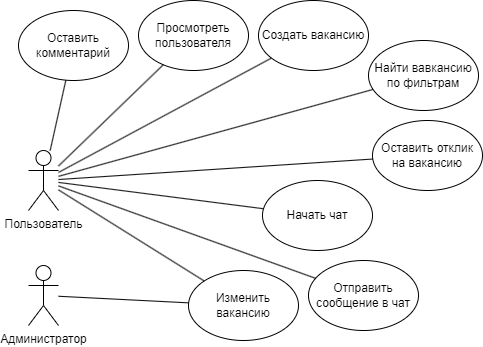 Оставить
комментарий
Просмотреть
пользователя
Создать вакансию
Найти вавкансию
по фильтрам
Оставить отклик
на вакансию
Пользователь
Начать чат
Отправить
сообщение в чат
Изменить
вакансию
Администратор